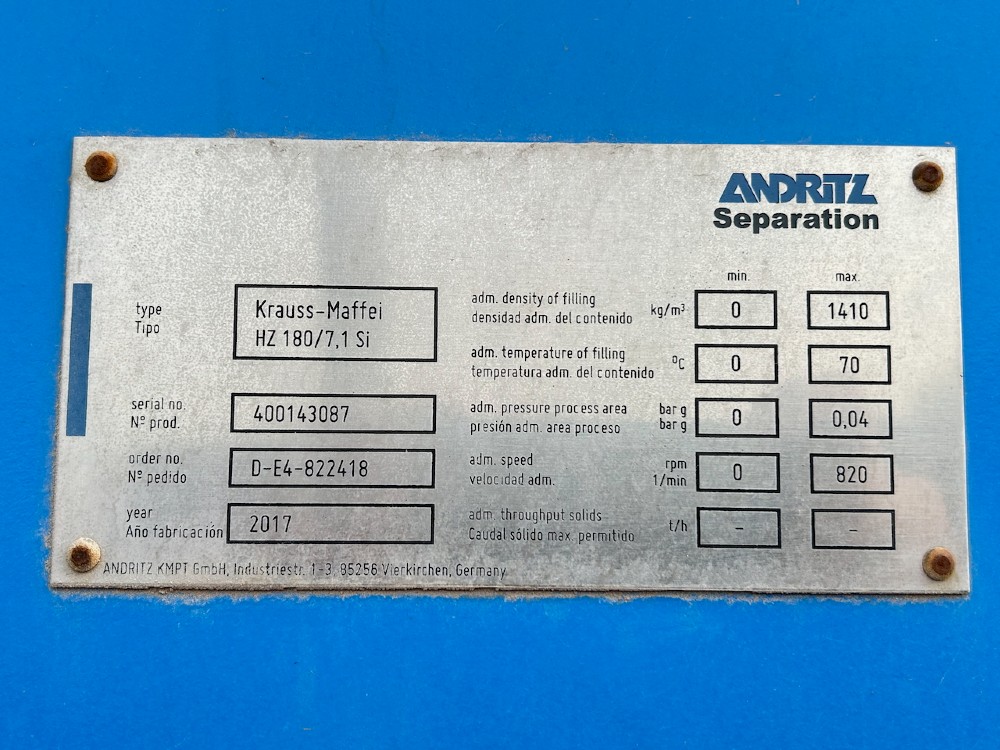 ANDRITZ
Separation
min. max.
type
Tipo
Krauss-Maffei
HZ 180/7,1 Si
serial no.
Nº prod.
400143087
order no.
Nº pedido
D-E4-822418
year
Año fabricación
2017
adm. density of filling
densidad adm. del contenido
kg/m³ 0 1410
adm. temperature of filling
temperatura adm. del contenido
ºC 0 70
adm. pressure process area
presión adm. area proceso
bar g
bar g
0 0,04
adm. speed
velocidad adm.
rpm
1/min
0 820
adm. throughput solids
Caudal sólido max. permitido
t/h - -
ANDRITZ KMPT GmbH, Industriestr. 1-3, 85256 Vierkirchen, Germany